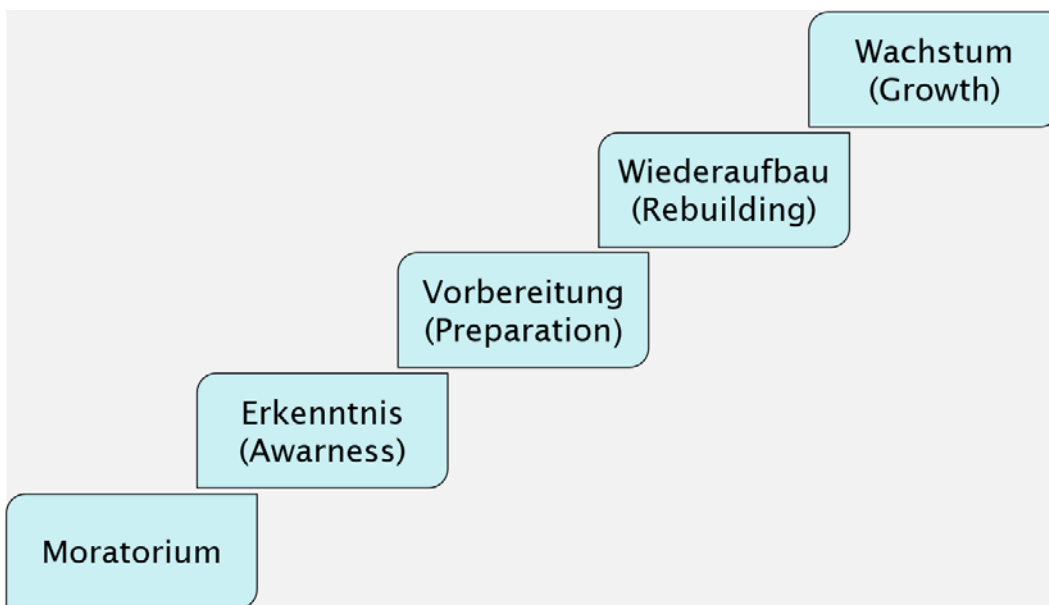 Wachstum
(Growth)
Wiederaufbau
(Rebuilding)
Vorbereitung
(Preparation)
Erkenntnis
(Awarness)
Moratorium